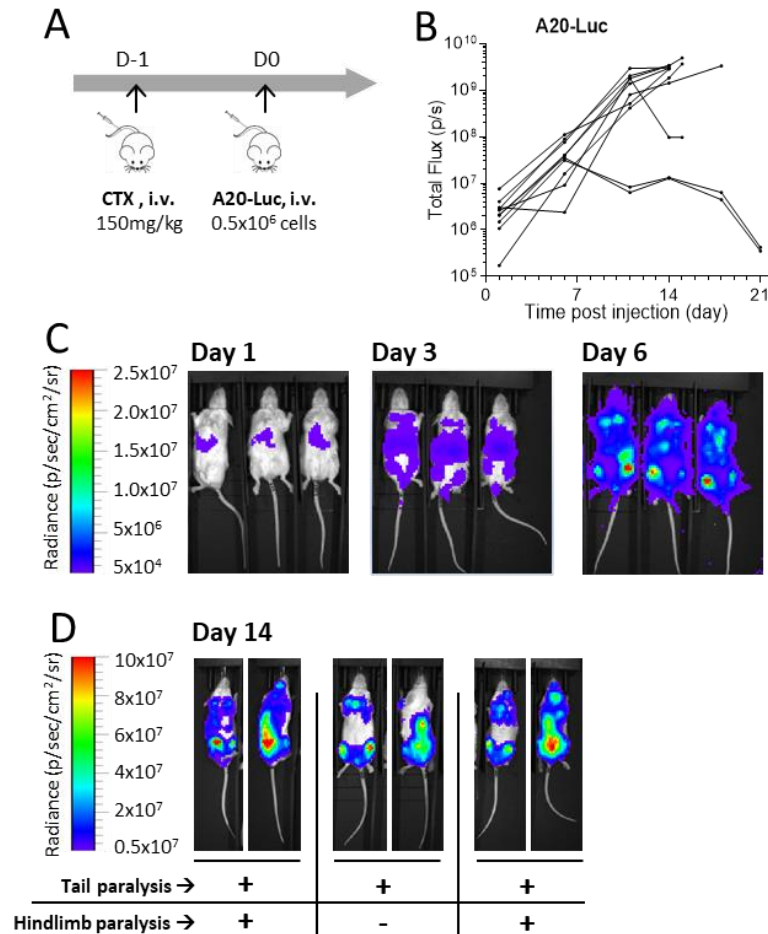 A
D-1 D0
CTX , i.v. A20-Luc, i.v.
150mg/kg 0.5x10⁶ cells
B
A20-Luc
Total Flux (p/s)
10¹⁰
10⁹
10⁸
10⁷
10⁶
10⁵
0 7 14 21
Time post injection (day)
C
Day 1 Day 3 Day 6
Radiance (p/sec/cm²/sr)
2.5x10⁷
2.0x10⁷
1.5x10⁷
1.0x10⁷
5x10⁶
5x10⁴
D
Day 14
Radiance (p/sec/cm²/sr)
10x10⁷
8x10⁷
6x10⁷
4x10⁷
2x10⁷
0.5x10⁷
Tail paralysis → + + +
Hindlimb paralysis → + - +